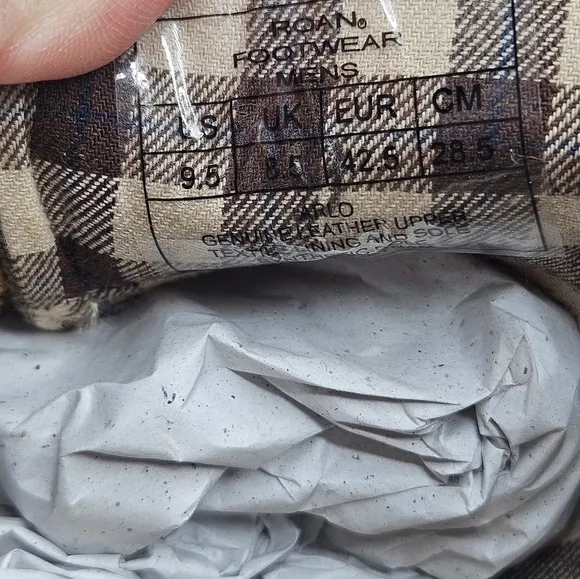 ROAN®
FOOTWEAR
MENS
US UK EUR CM
9.5 8.5 42.5 28.5
ARLO
GENUINE LEATHER UPPER
TEXTILE LINING AND SOLE